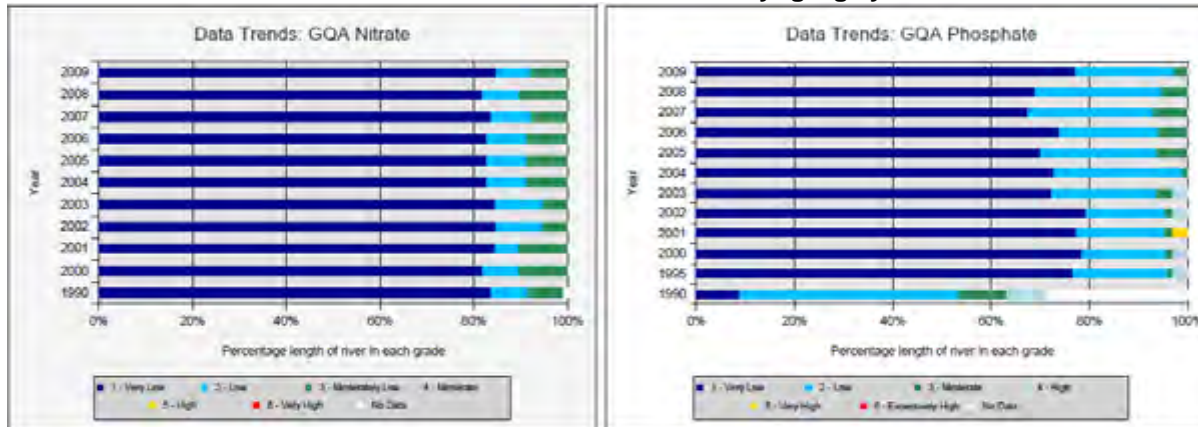 Data Trends: GQA Nitrate
Year
2009
2008
2007
2006
2005
2004
2003
2002
2001
2000
1990
0% 20% 40% 60% 80% 100%
Percentage length of river in each grade
1 - Very Low 2 - Low 3 - Moderately Low 4 - Moderate
5 - High 6 - Very High No Data
Data Trends: GQA Phosphate
Year
2009
2008
2007
2006
2005
2004
2003
2002
2001
2000
1995
1990
0% 20% 40% 60% 80% 100%
Percentage length of river in each grade
1 - Very Low 2 - Low 3 - Moderate 4 - High
5 - Very High 6 - Excessively High No Data